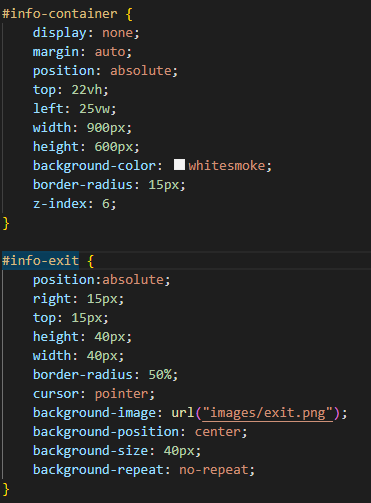 #info-container {
    display: none;
    margin: auto;
    position: absolute;
    top: 22vh;
    left: 25vw;
    width: 900px;
    height: 600px;
    background-color: whitesmoke;
    border-radius: 15px;
    z-index: 6;
}
#info-exit {
    position:absolute;
    right: 15px;
    top: 15px;
    height: 40px;
    width: 40px;
    border-radius: 50%;
    cursor: pointer;
    background-image: url("images/exit.png");
    background-position: center;
    background-size: 40px;
    background-repeat: no-repeat;
}